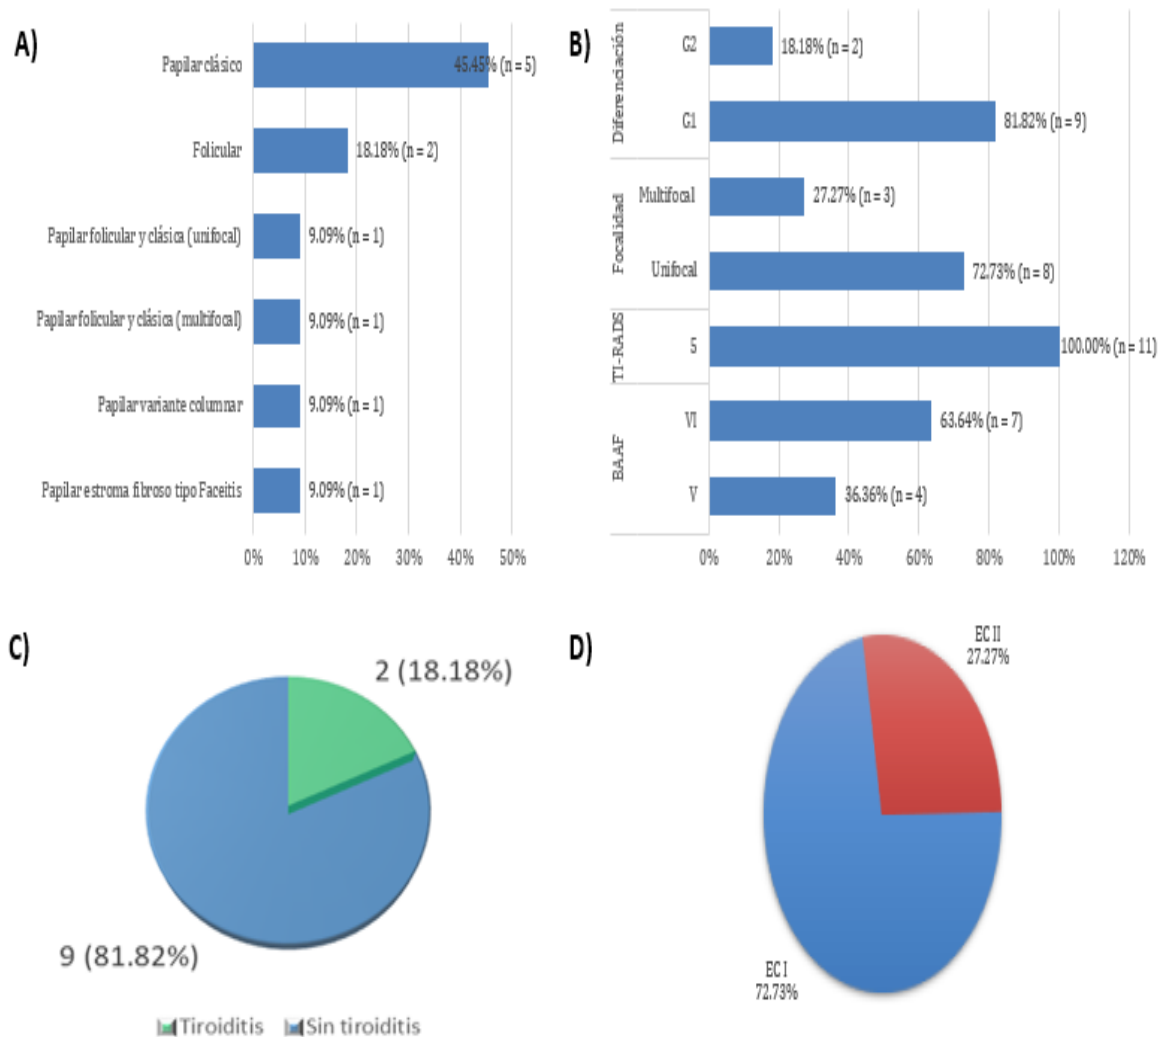 A)
Papilar clásico
45.45% (n = 5)
Folicular
18.18% (n = 2)
Papilar folicular y clásica (unifocal)
9.09% (n = 1)
Papilar folicular y clásica (multifocal)
9.09% (n = 1)
Papilar variante columnar
9.09% (n = 1)
Papilar estroma fibroso tipo Faceitis
9.09% (n = 1)
0% 10% 20% 30% 40% 50%
B)
Diferenciación
G2
18.18% (n = 2)
G1
81.82% (n = 9)
Focalidad
Multifocal
27.27% (n = 3)
Unifocal
72.73% (n = 8)
TI-RADS
5
100.00% (n = 11)
BAAF
VI
63.64% (n = 7)
V
36.36% (n = 4)
0% 20% 40% 60% 80% 100% 120%
C)
2 (18.18%)
9 (81.82%)
Tiroiditis Sin tiroiditis
D)
EC II
27.27%
EC I
72.73%